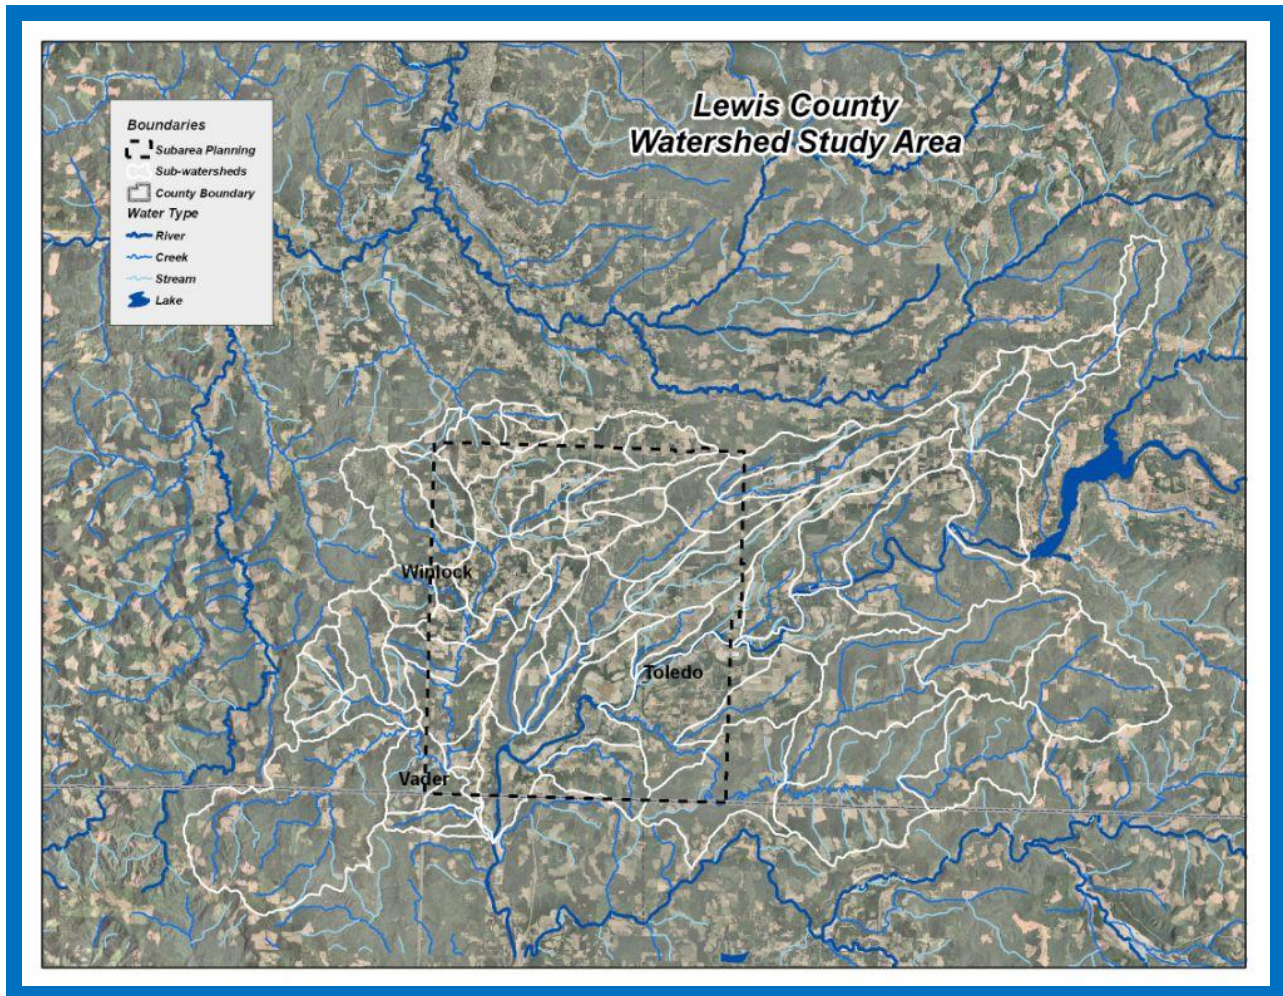 Lewis County
Watershed Study Area
Boundaries
Subarea Planning
Sub-watersheds
County Boundary
Water Type
River
Creek
Stream
Lake
Winlock
Toledo
Vader